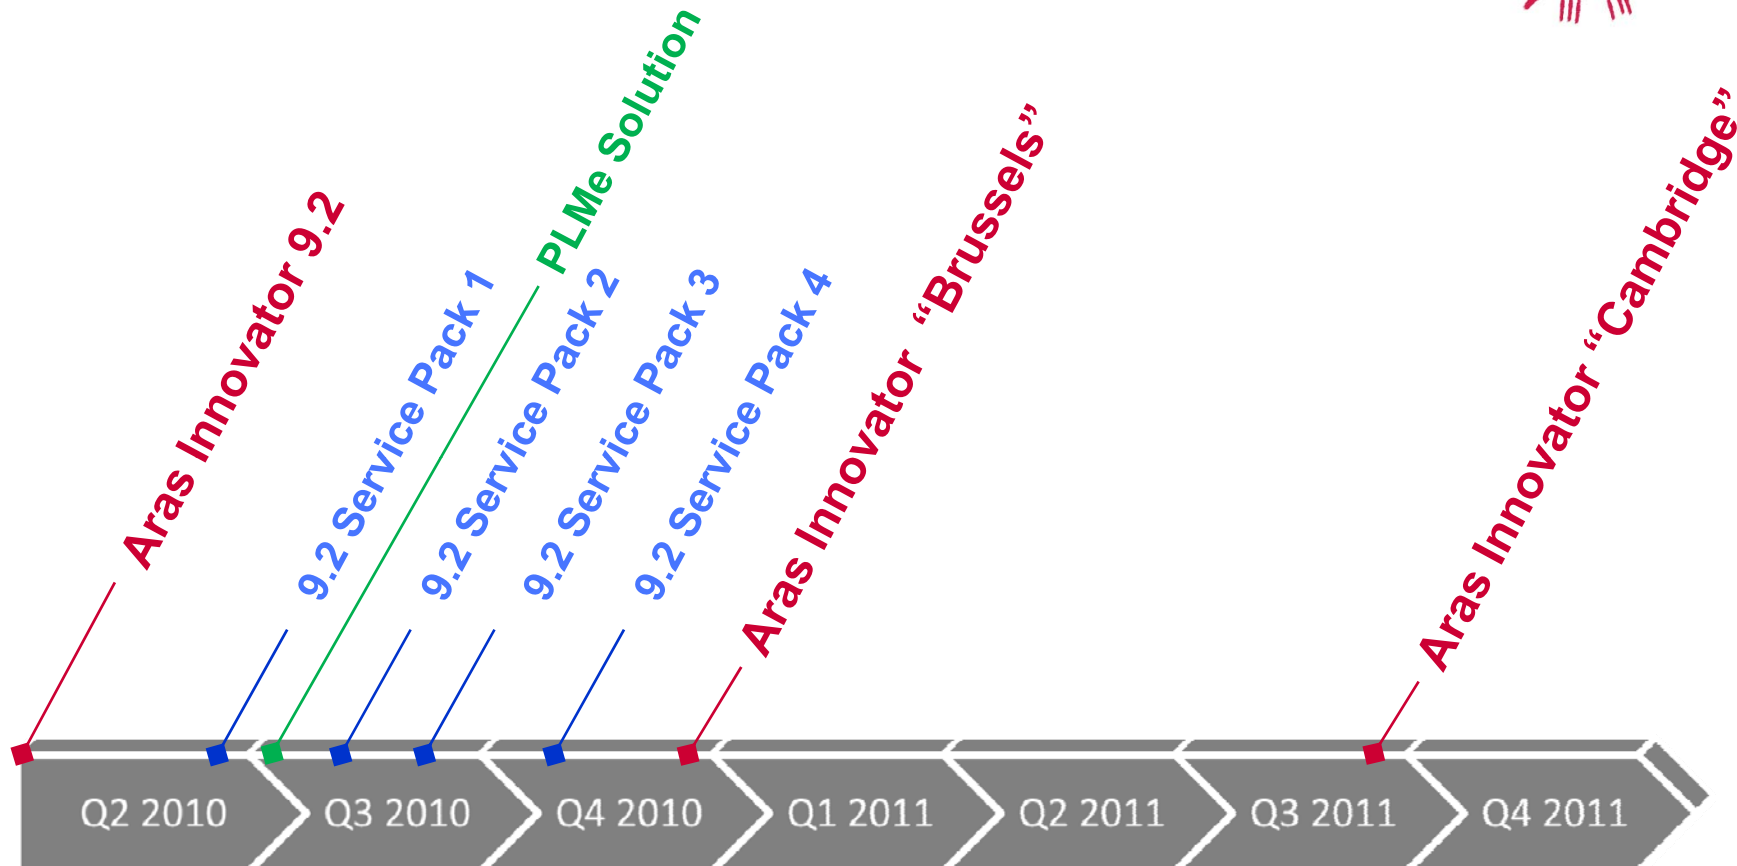 Aras Innovator 9.2
9.2 Service Pack 1
PLMe Solution
9.2 Service Pack 2
9.2 Service Pack 3
9.2 Service Pack 4
Aras Innovator “Brussels”
Aras Innovator “Cambridge”
Q2 2010
Q3 2010
Q4 2010
Q1 2011
Q2 2011
Q3 2011
Q4 2011